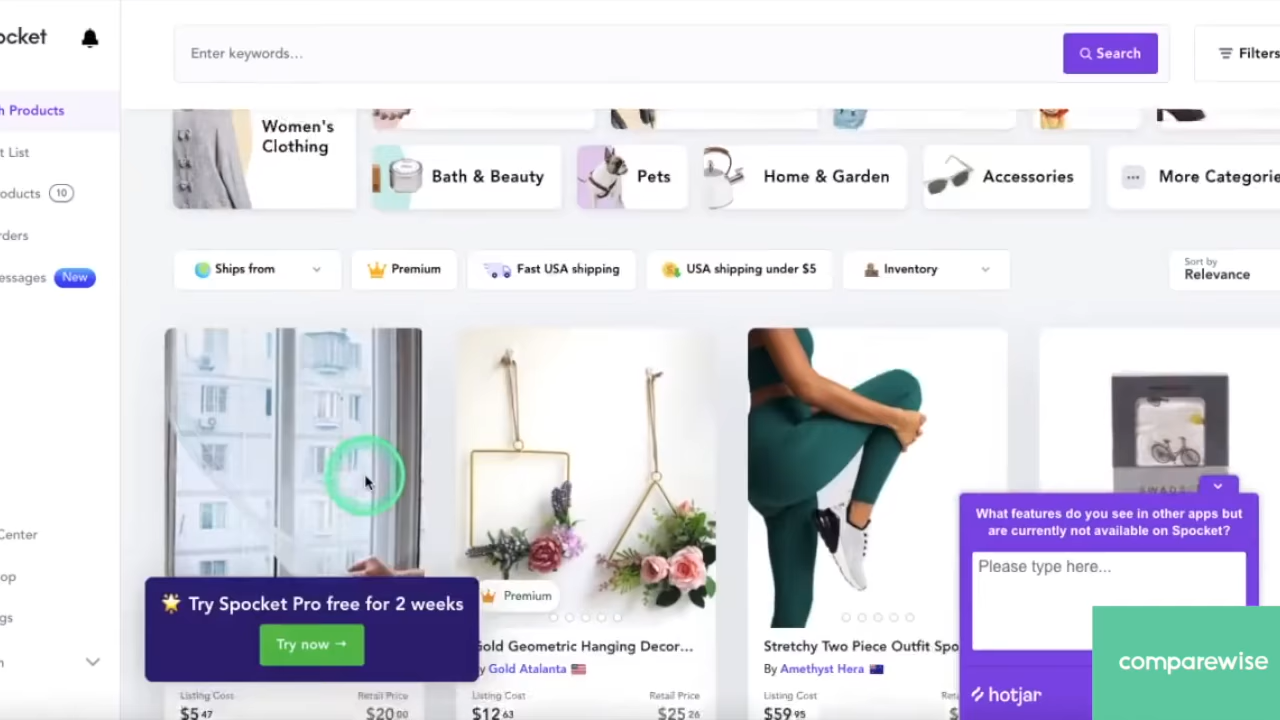 ocket
Enter keywords...
Search
Filters
h Products
t List
oducts 10
rders
essages New
Center
op
gs
Women's
Clothing
Bath & Beauty
Pets
Home & Garden
Accessories
More Categorie
Ships from
Premium
Fast USA shipping
USA shipping under $5
Inventory
Sort by
Relevance
Try Spocket Pro free for 2 weeks
Try now →
Listing Cost
Retail Price
$5 47
$20 00
Premium
Gold Geometric Hanging Decor...
y Gold Atalanta
Listing Cost
Retail Price
$12 63
$25 26
Stretchy Two Piece Outfit Spo
By Amethyst Hera
Listing Cost
Reta
$59 95
$
What features do you see in other apps but
are currently not available on Spocket?
Please type here...
hotjar
comparewise